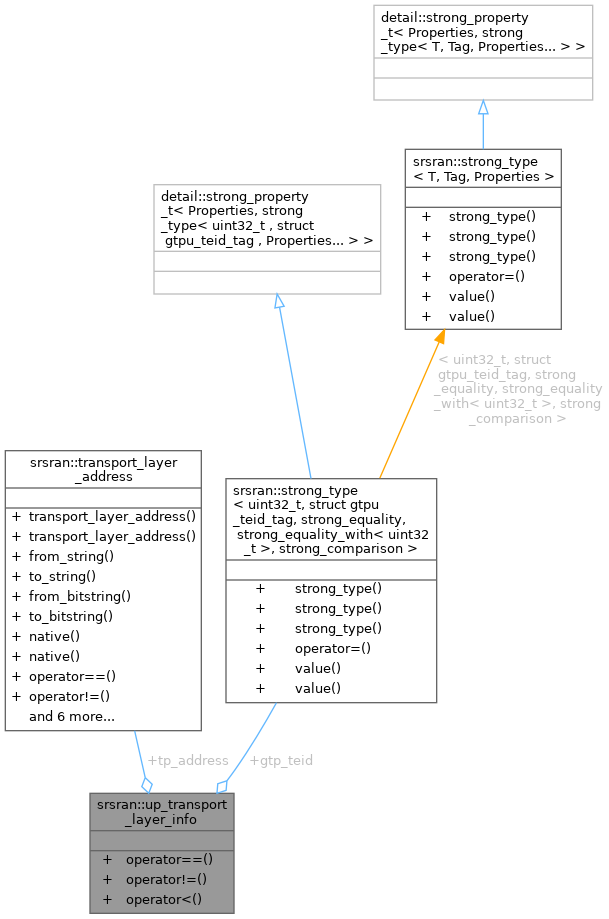 detail::strong_property
_t< Properties, strong
_type< T, Tag, Properties... > >
srsran::strong_type
< T, Tag, Properties >
+ strong_type()
+ strong_type()
+ strong_type()
+ operator=()
+ value()
+ value()
detail::strong_property
_t< Properties, strong
_type< uint32_t , struct
gtpu_teid_tag , Properties... > >
< uint32_t, struct
gtpu_teid_tag, strong
_equality, strong_equality
_with< uint32_t >, strong
_comparison >
srsran::transport_layer
_address
+ transport_layer_address()
+ transport_layer_address()
+ from_string()
+ to_string()
+ from_bitstring()
+ to_bitstring()
+ native()
+ native()
+ operator==()
+ operator!=()
and 6 more...
srsran::strong_type
< uint32_t, struct gtpu
_teid_tag, strong_equality,
strong_equality_with< uint32
_t >, strong_comparison >
+ strong_type()
+ strong_type()
+ strong_type()
+ operator=()
+ value()
+ value()
+tp_address
+gtp_teid
srsran::up_transport
_layer_info
+ operator==()
+ operator!=()
+ operator<()